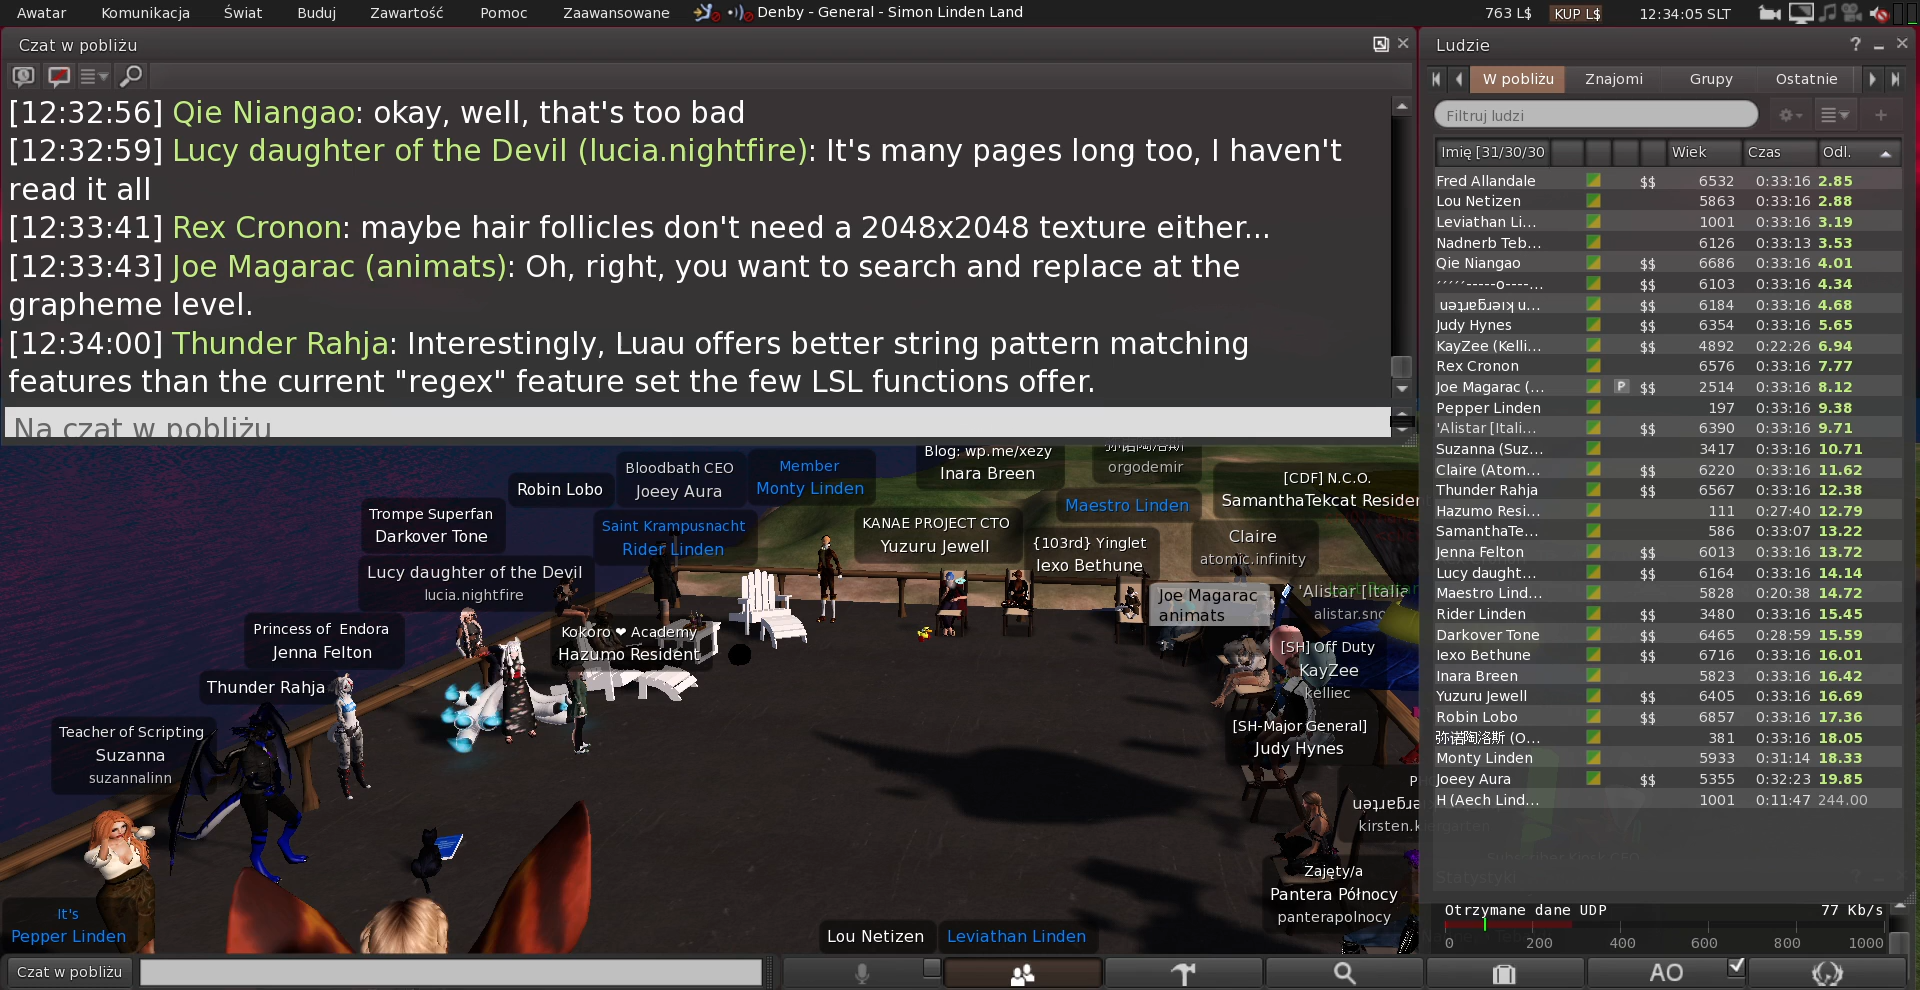 Awatar Komunikacja Świat Buduj Zawartość Pomoc Zaawansowane Denby - General - Simon Linden Land 763 L$ KUP L$ 12:34:05 SLT
Czat w pobliżu
[12:32:56] Qie Niangao: okay, well, that's too bad
[12:32:59] Lucy daughter of the Devil (lucia.nightfire): It's many pages long too, I haven't
read it all
[12:33:41] Rex Cronon: maybe hair follicles don't need a 2048x2048 texture either...
[12:33:43] Joe Magarac (animats): Oh, right, you want to search and replace at the
grapheme level.
[12:34:00] Thunder Rahja: Interestingly, Luau offers better string pattern matching
features than the current "regex" feature set the few LSL functions offer.
Na czat w pobliżu
Blog: wp.me/xezy
Inara Breen
orgodemir
Bloodbath CEO
Joeey Aura
Member
Monty Linden
Robin Lobo
[CDF] N.C.O.
SamanthaTekcat Resider
Maestro Linden
Trompe Superfan
Darkover Tone
Saint Krampusnacht
Rider Linden
KANAE PROJECT CTO
Yuzuru Jewell
{103rd} Yinglet
Iexo Bethune
Claire
atomic.infinity
Lucy daughter of the Devil
lucia.nightfire
Joe Magarac
animats
'Alistar [Italia
alistar.sno
Princess of Endora
Jenna Felton
Kokoro ❤ Academy
Hazumo Resident
[SH] Off Duty
KayZee
kelliec
Thunder Rahja
Teacher of Scripting
Suzanna
suzannalinn
[SH-Major General]
Judy Hynes
kirsten.kiergarten
Zajęty/a
Pantera Północy
panterapolnocy
It's
Pepper Linden
Lou Netizen
Leviathan Linden
Czat w pobliżu
Ludzie
W pobliżu Znajomi Grupy Ostatnie
Filtruj ludzi
Imię [31/30/30 Wiek Czas Odl.
Fred Allandale $$ 6532 0:33:16 2.85
Lou Netizen 5863 0:33:16 2.88
Leviathan Li... 1001 0:33:16 3.19
Nadnerb Teb... 6126 0:33:13 3.53
Qie Niangao $$ 6686 0:33:16 4.01
$$ 6103 0:33:16 4.34
$$ 6184 0:33:16 4.68
Judy Hynes $$ 6354 0:33:16 5.65
KayZee (Kelli... $$ 4892 0:22:26 6.94
Rex Cronon 6576 0:33:16 7.77
Joe Magarac (... P $$ 2514 0:33:16 8.12
Pepper Linden 197 0:33:16 9.38
'Alistar [Itali... $$ 6390 0:33:16 9.71
Suzanna (Suz... 3417 0:33:16 10.71
Claire (Atom... $$ 6220 0:33:16 11.62
Thunder Rahja $$ 6567 0:33:16 12.38
Hazumo Resi... 111 0:27:40 12.79
SamanthaTe... 586 0:33:07 13.22
Jenna Felton $$ 6013 0:33:16 13.72
Lucy daught... $$ 6164 0:33:16 14.14
Maestro Lind... 5828 0:20:38 14.72
Rider Linden $$ 3480 0:33:16 15.45
Darkover Tone $$ 6465 0:28:59 15.59
Iexo Bethune $$ 6716 0:33:16 16.01
Inara Breen 5823 0:33:16 16.42
Yuzuru Jewell $$ 6405 0:33:16 16.69
Robin Lobo $$ 6857 0:33:16 17.36
弥诺陶洛斯 (O... 381 0:33:16 18.05
Monty Linden 5933 0:31:14 18.33
Joeey Aura $$ 5355 0:32:23 19.85
H (Aech Lind... 1001 0:11:47 244.00
Statystyki
Otrzymane dane UDP 77 Kb/s
0 200 400 600 800 1000
AO